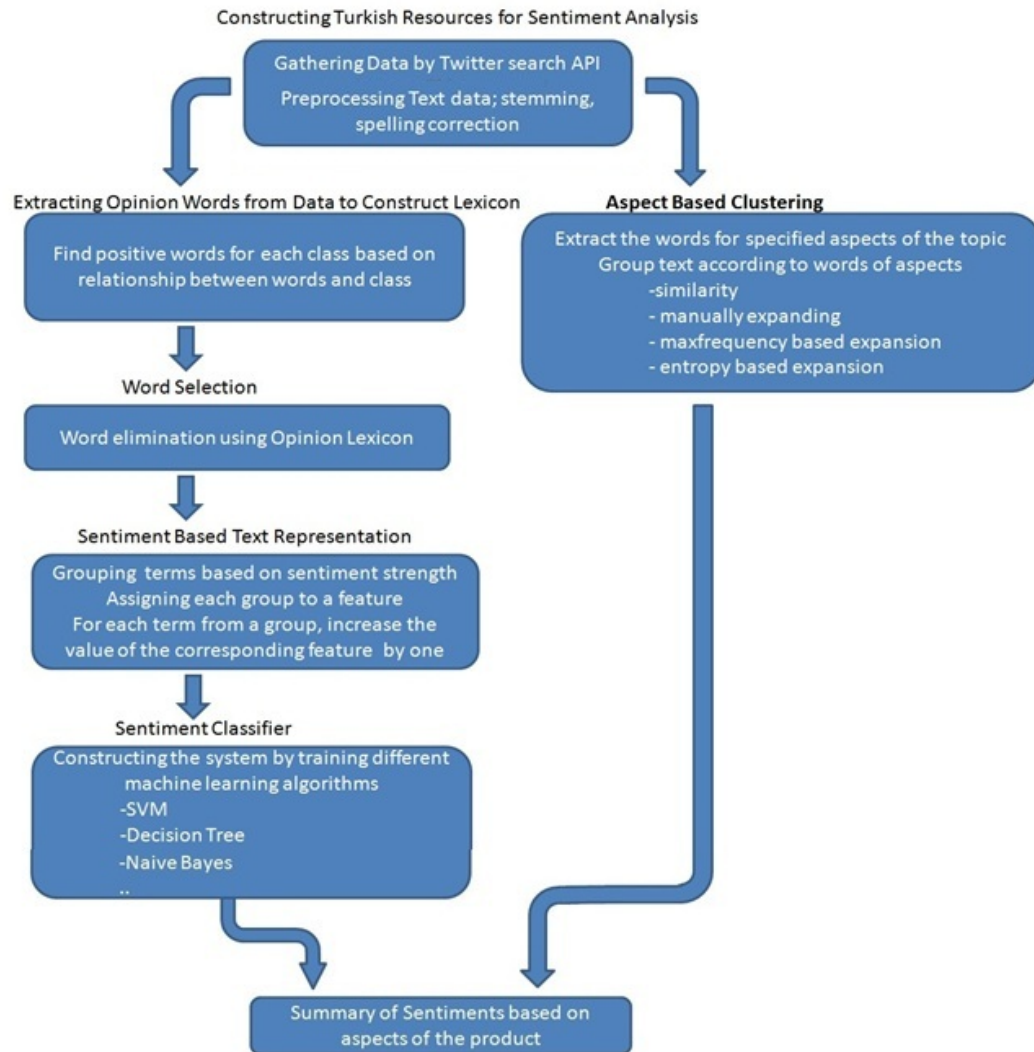 Constructing Turkish Resources for Sentiment Analysis
Gathering Data by Twitter search API
Preprocessing Text data; stemming,
spelling correction
Extracting Opinion Words from Data to Construct Lexicon
Find positive words for each class based on
relationship between words and class
Word Selection
Word elimination using Opinion Lexicon
Sentiment Based Text Representation
Grouping terms based on sentiment strength
Assigning each group to a feature
For each term from a group, increase the
value of the corresponding feature by one
Sentiment Classifier
Constructing the system by training different
machine learning algorithms
-SVM
-Decision Tree
-Naive Bayes
..
Aspect Based Clustering
Extract the words for specified aspects of the topic
Group text according to words of aspects
-similarity
- manually expanding
- maxfrequency based expansion
- entropy based expansion
Summary of Sentiments based on
aspects of the product